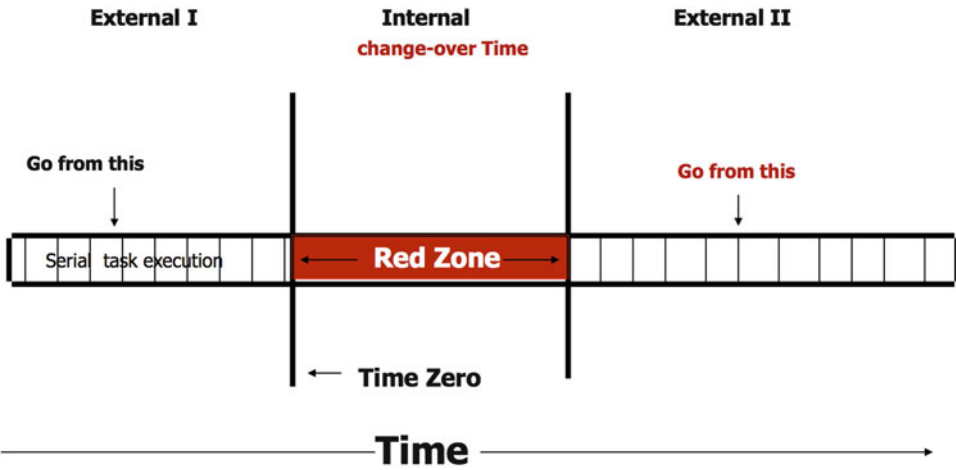 External I
Internal
External II
change-over Time
Go from this
Go from this
Serial task execution
Red Zone
Time Zero
Time